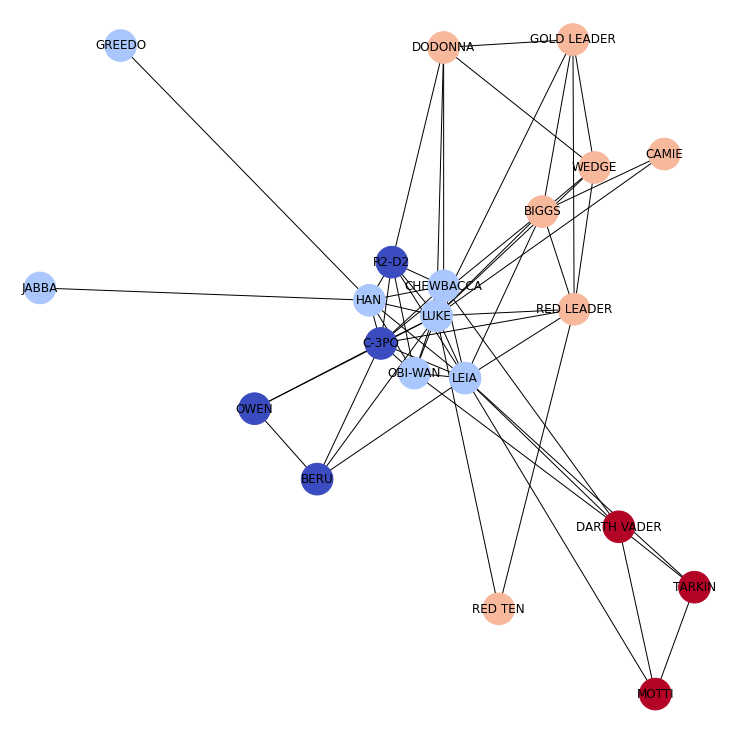 GREEDO
DODONNA
GOLD LEADER
WEDGE
CAMIE
BIGGS
R2-D2
CHEWBACCA
JABBA
HAN
LUKE
RED LEADER
C-3PO
OBI-WAN
LEIA
OWEN
BERU
DARTH VADER
TARKIN
RED TEN
MOTTI